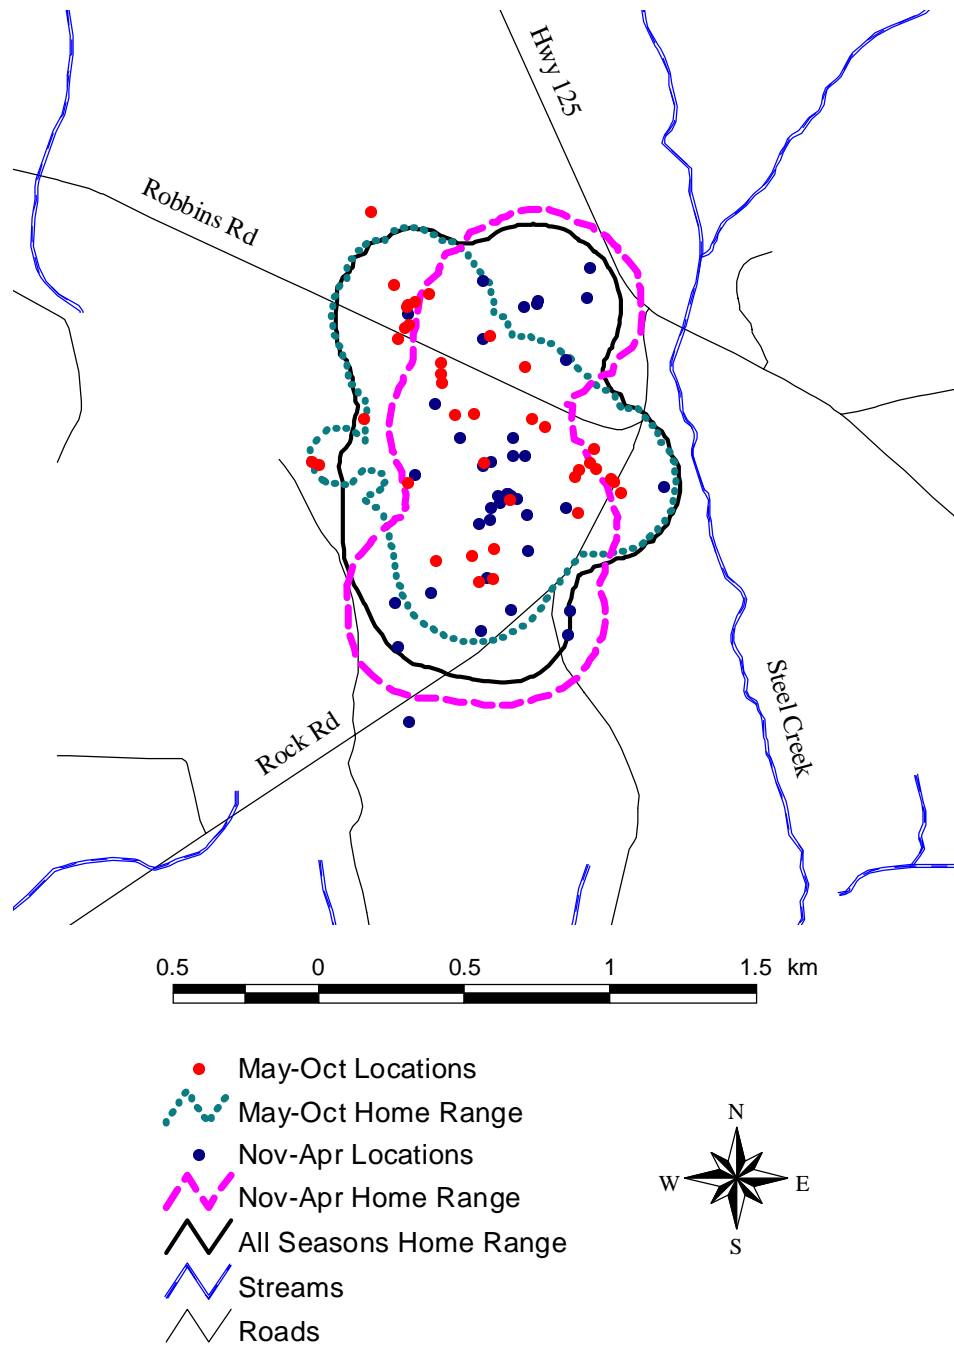 Hwy 125
Robbins Rd
Steel Creek
Rock Rd
0.5 0 0.5 1 1.5 km
May-Oct Locations
May-Oct Home Range
Nov-Apr Locations
Nov-Apr Home Range
All Seasons Home Range
Streams
Roads
N
W E
S